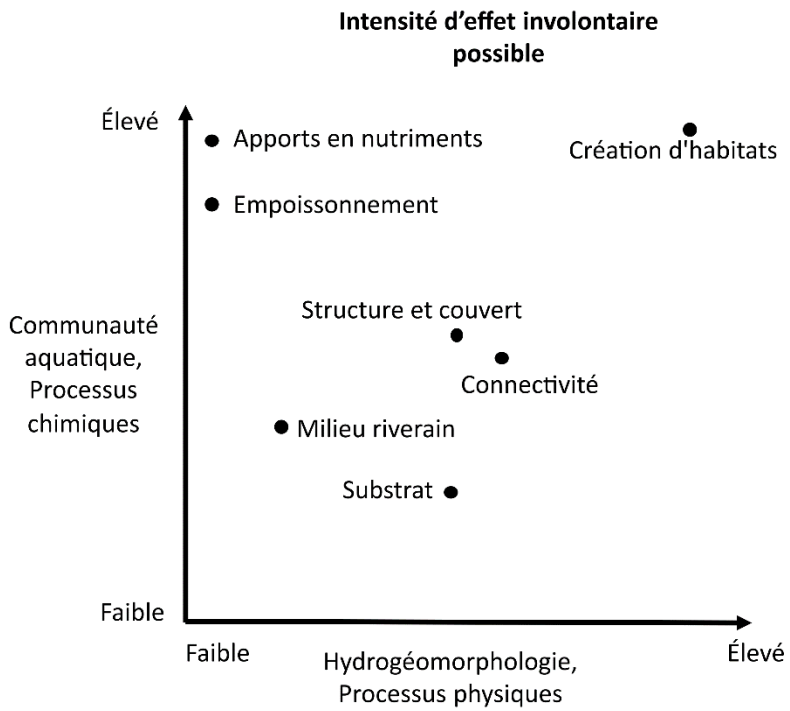 Intensité d’effet involontaire
possible
Élevé
Apports en nutriments
Création d'habitats
Empoissonnement
Structure et couvert
Communauté
aquatique,
Processus
chimiques
Connectivité
Milieu riverain
Substrat
Faible
Faible
Hydrogéomorphologie,
Processus physiques
Élevé